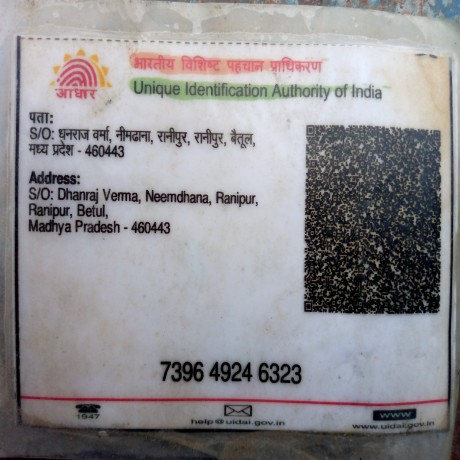 आधार
भारतीय विशिष्ट पहचान प्राधिकरण
Unique Identification Authority of India
पता:
S/O: धनराज वर्मा, नीमढाना, रानीपुर, रानीपुर, बैतूल,
मध्य प्रदेश - 460443
Address:
S/O: Dhanraj Verma, Neemdhana, Ranipur,
Ranipur, Betul,
Madhya Pradesh - 460443
7396 4924 6323
1947
help@uidai.gov.in
www
www.uidai.gov.in